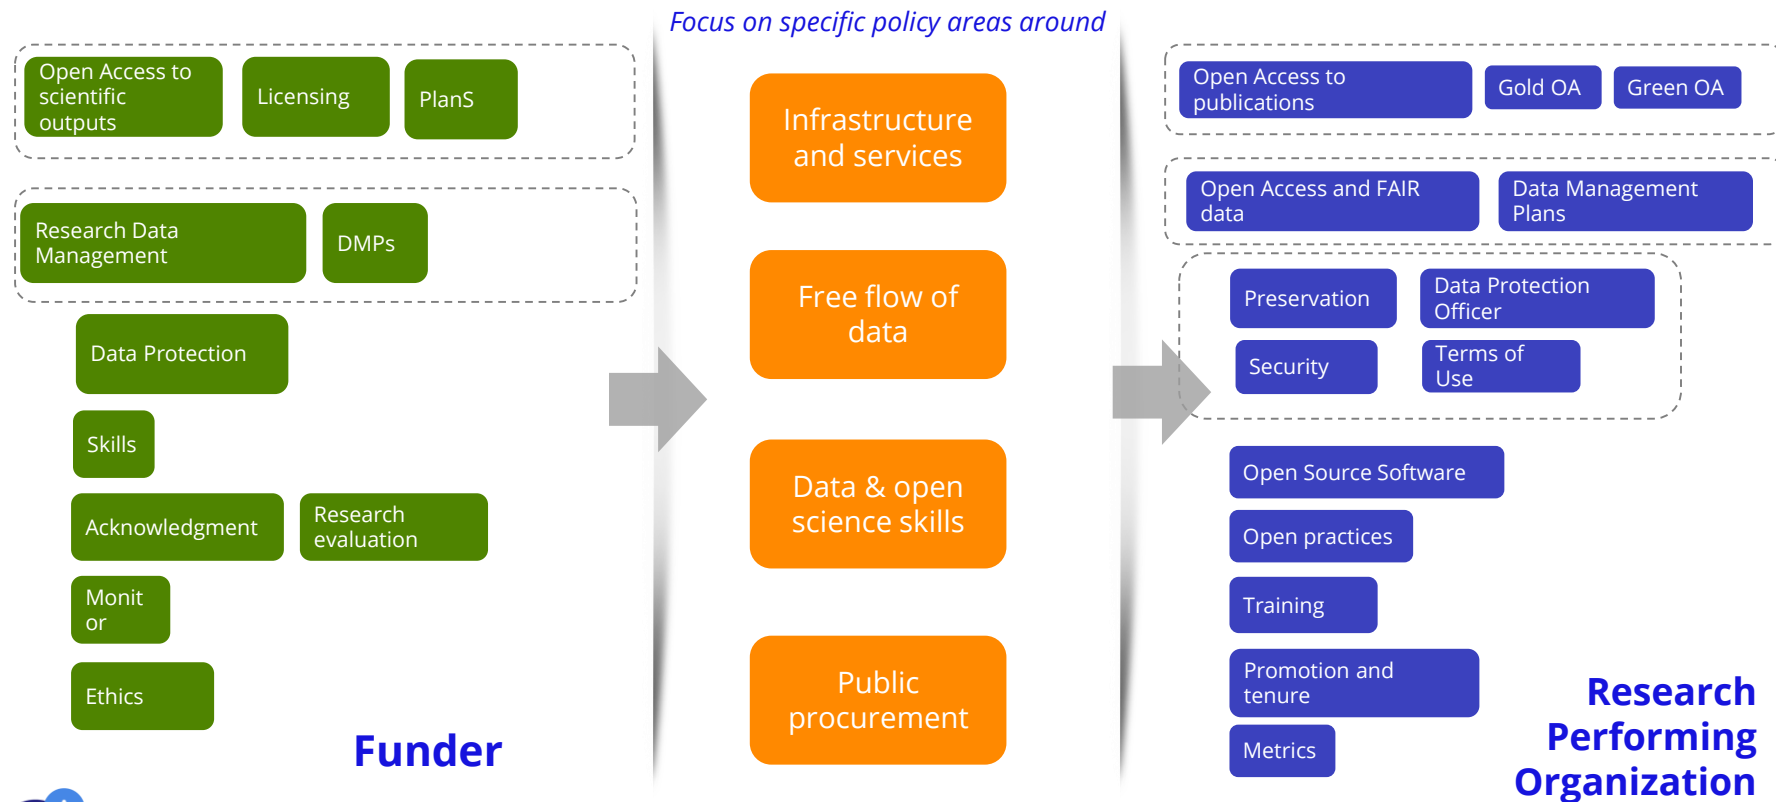 Focus on specific policy areas around
Open Access to
scientific
outputs
Licensing
PlanS
Research Data
Management
DMPs
Data Protection
Skills
Acknowledgment
Research
evaluation
Monit
or
Ethics
Funder
Infrastructure
and services
Free flow of
data
Data & open
science skills
Public
procurement
Open Access to
publications
Gold OA
Green OA
Open Access and FAIR
data
Data Management
Plans
Preservation
Data Protection
Officer
Security
Terms of
Use
Open Source Software
Open practices
Training
Promotion and
tenure
Metrics
Research
Performing
Organization